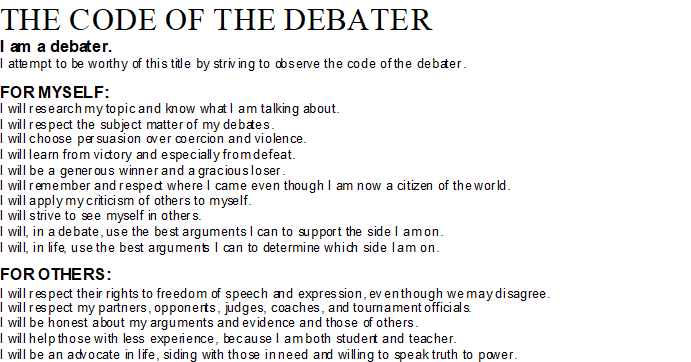 THE CODE OF THE DEBATER
I am a debater.
I attempt to be worthy of this title by striving to observe the code of the debater.
FOR MYSELF:
I will research my topic and know what I am talking about.
I will respect the subject matter of my debates.
I will choose persuasion over coercion and violence.
I will learn from victory and especially from defeat.
I will be a generous winner and a gracious loser.
I will remember and respect where I came even though I am now a citizen of the world.
I will apply my criticism of others to myself.
I will strive to see myself in others.
I will, in a debate, use the best arguments I can to support the side I am on.
I will, in life, use the best arguments I can to determine which side I am on.
FOR OTHERS:
I will respect their rights to freedom of speech and expression, even though we may disagree.
I will respect my partners, opponents, judges, coaches, and tournament officials.
I will be honest about my arguments and evidence and those of others.
I will help those with less experience, because I am both student and teacher.
I will be an advocate in life, siding with those in need and willing to speak truth to power.